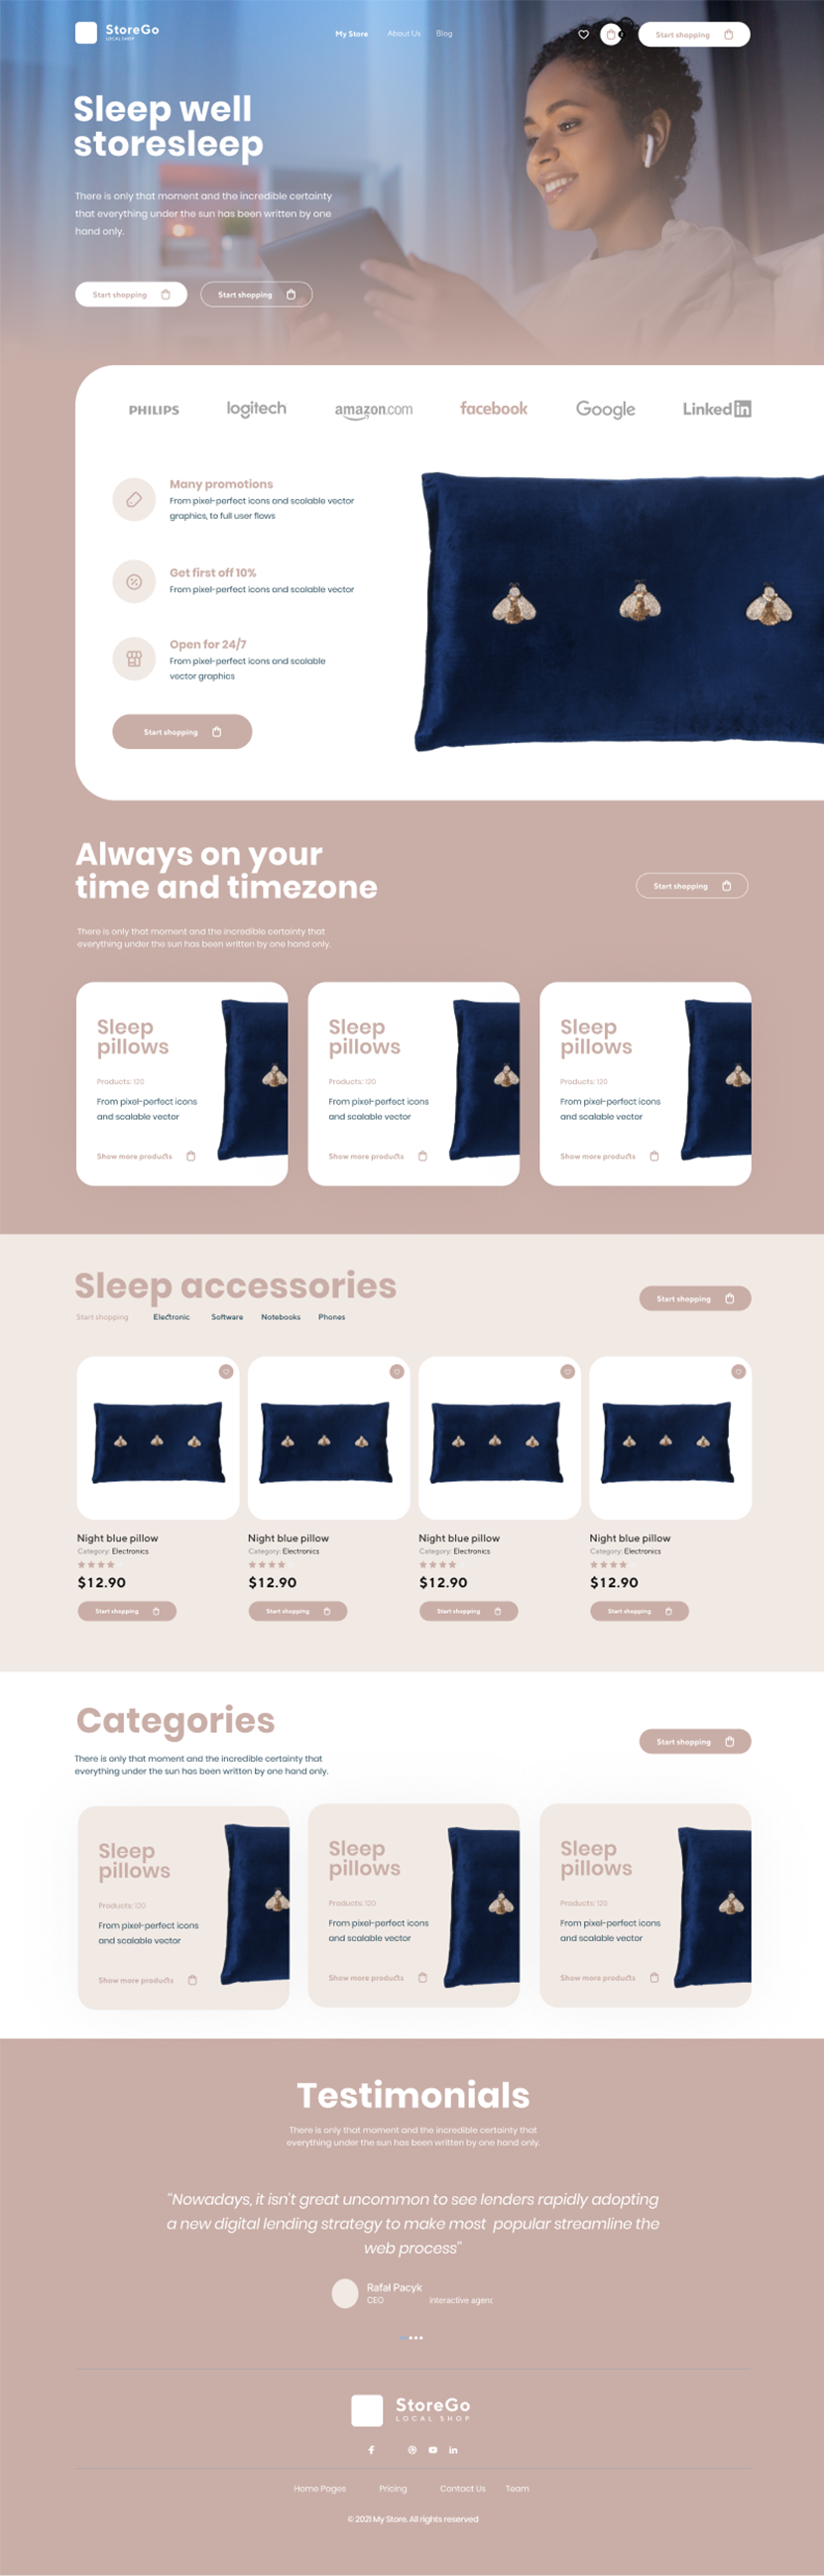 StoreGo
LOCAL SHOP
My Store
About Us
Blog
Start shopping
Sleep well
storesleep
There is only that moment and the incredible certainty
that everything under the sun has been written by one
hand only.
Start shopping
Start shopping
PHILIPS
logitech
amazon.com
facebook
Google
Linked in
Many promotions
From pixel-perfect icons and scalable vector
graphics, to full user flows
Get first off 10%
From pixel-perfect icons and scalable vector
Open for 24/7
From pixel-perfect icons and scalable
vector graphics
Start shopping
Always on your
time and timezone
Start shopping
There is only that moment and the incredible certainty that
everything under the sun has been written by one hand only.
Sleep
pillows
Products: 120
From pixel-perfect icons
and scalable vector
Show more products
Sleep
pillows
Products: 120
From pixel-perfect icons
and scalable vector
Show more products
Sleep
pillows
Products: 120
From pixel-perfect icons
and scalable vector
Show more products
Sleep accessories
Start shopping
Start shopping
Electronic
Software
Notebooks
Phones
Night blue pillow
Category: Electronics
$12.90
Start shopping
Night blue pillow
Category: Electronics
$12.90
Start shopping
Night blue pillow
Category: Electronics
$12.90
Start shopping
Night blue pillow
Category: Electronics
$12.90
Start shopping
Categories
Start shopping
There is only that moment and the incredible certainty that
everything under the sun has been written by one hand only.
Sleep
pillows
Products: 120
From pixel-perfect icons
and scalable vector
Show more products
Sleep
pillows
Products: 120
From pixel-perfect icons
and scalable vector
Show more products
Sleep
pillows
Products: 120
From pixel-perfect icons
and scalable vector
Show more products
Testimonials
There is only that moment and the incredible certainty that
everything under the sun has been written by one hand only.
"Nowadays, it isn't great uncommon to see lenders rapidly adopting
a new digital lending strategy to make most popular streamline the
web process"
Rafał Pacyk
CEO
interactive agenc
StoreGo
LOCAL SHOP
Home Pages
Pricing
Contact Us
Team
© 2021 My Store. All rights reserved